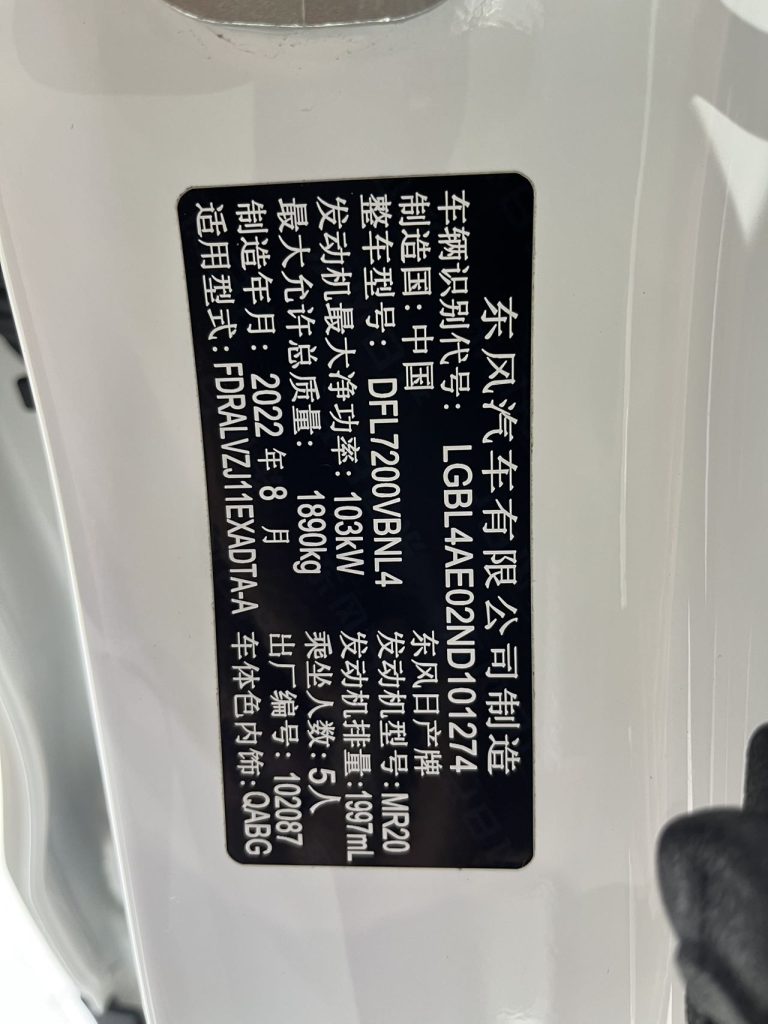 东风汽车有限公司制造
车辆识别代号: LGBL4AE02ND101274
制造国: 中国 东风日产牌
整车型号: DFL7200VBNL4 发动机型号: MR20
发动机最大净功率: 103kW 发动机排量: 1997mL
最大允许总质量: 1890kg 乘坐人数: 5人
制造年月: 2022 年 8 月 出厂编号: 102087
适用型式: FDRALVZJ11EXADTA-A 车体色内饰: QABG